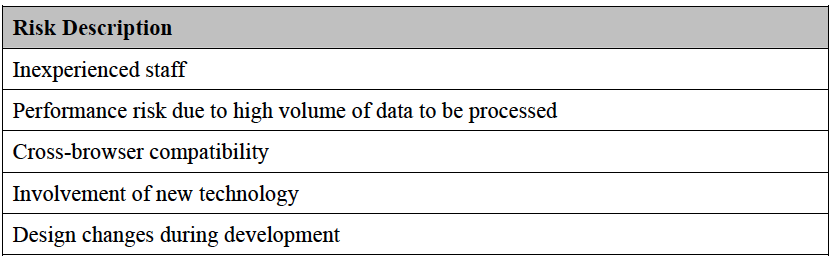 Risk Description
Inexperienced staff
Performance risk due to high volume of data to be processed
Cross-browser compatibility
Involvement of new technology
Design changes during development